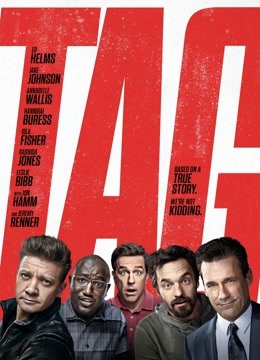 TAG
ED
HELMS
JAKE
JOHNSON
ANNABELLE
WALLIS
HANNIBAL
BURESS
ISLA
FISHER
RASHIDA
JONES
LESLIE
BIBB
WITH JON
HAMM
AND JEREMY
RENNER
BASED ON A
TRUE
STORY.
WE'RE NOT
KIDDING.